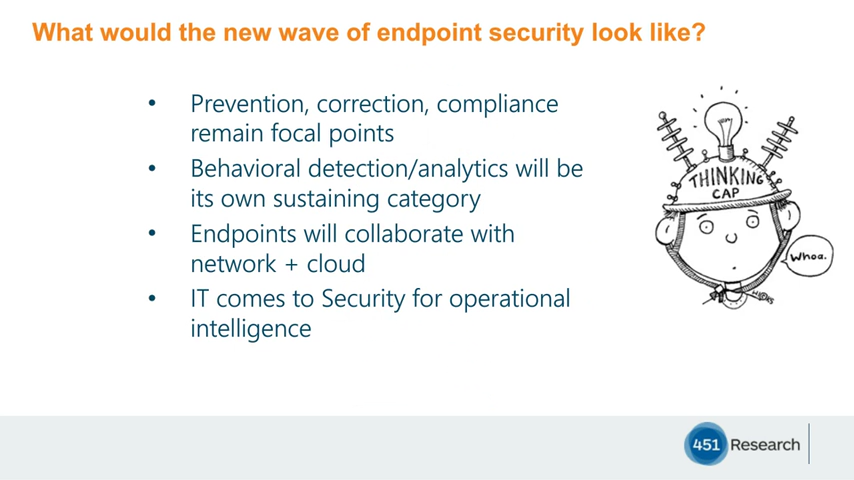 What would the new wave of endpoint security look like?
• Prevention, correction, compliance
remain focal points
• Behavioral detection/analytics will be
its own sustaining category
• Endpoints will collaborate with
network + cloud
• IT comes to Security for operational
intelligence
THINKING
CAP
Whoa.
451 Research